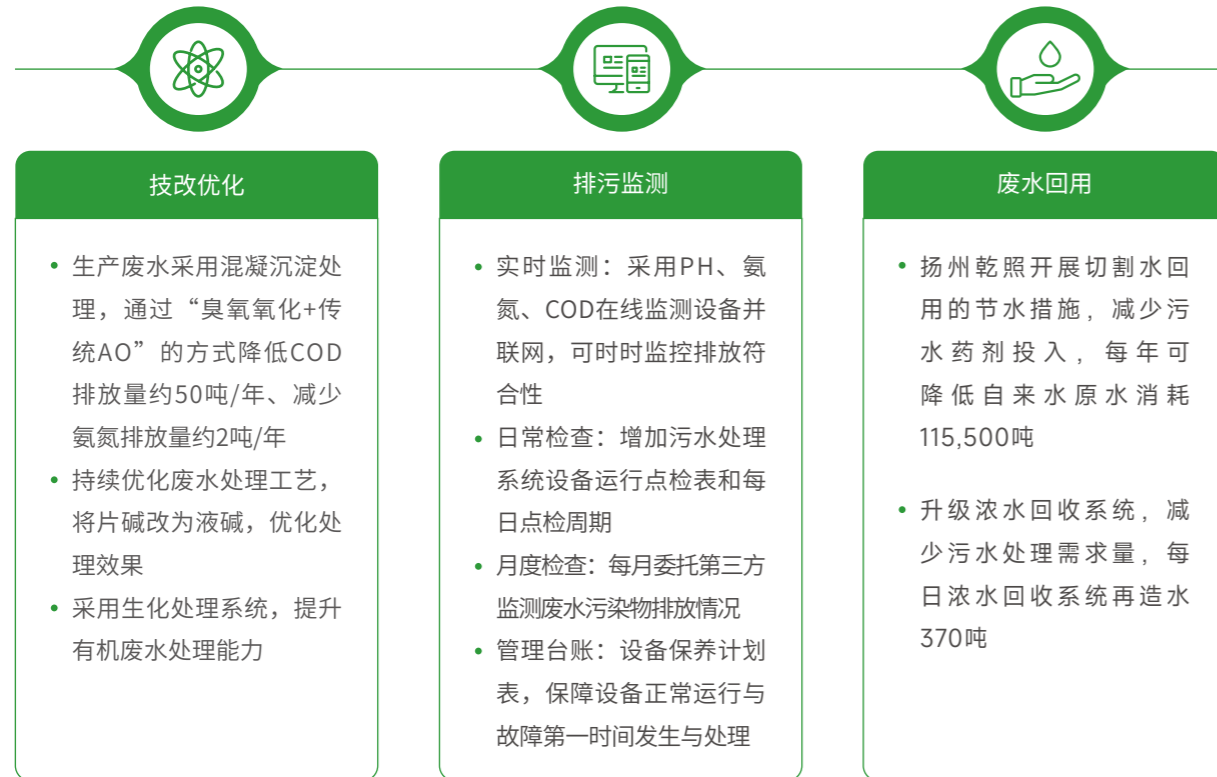 技改优化
生产废水采用混凝沉淀处
理，通过“臭氧氧化+传
统AO”的方式降低COD
排放量约50吨/年、减少
氨氮排放量约2吨/年
持续优化废水处理工艺，
将片碱改为液碱，优化处
理效果
采用生化处理系统，提升
有机废水处理能力
排污监测
实时监测：采用PH、氨
氮、COD在线监测设备并
联网，可时时监控排放符
合性
日常检查：增加污水处理
系统设备运行点检表和每
日点检周期
月度检查：每月委托第三方
监测废水污染物排放情况
管理台账：设备保养计划
表，保障设备正常运行与
故障第一时间发生与处理
废水回用
扬州乾照开展切割水回
用的节水措施，减少污
水药剂投入，每年可
降低自来水原水消耗
115,500吨
升级浓水回收系统，减
少污水处理需求量，每
日浓水回收系统再造水
370吨